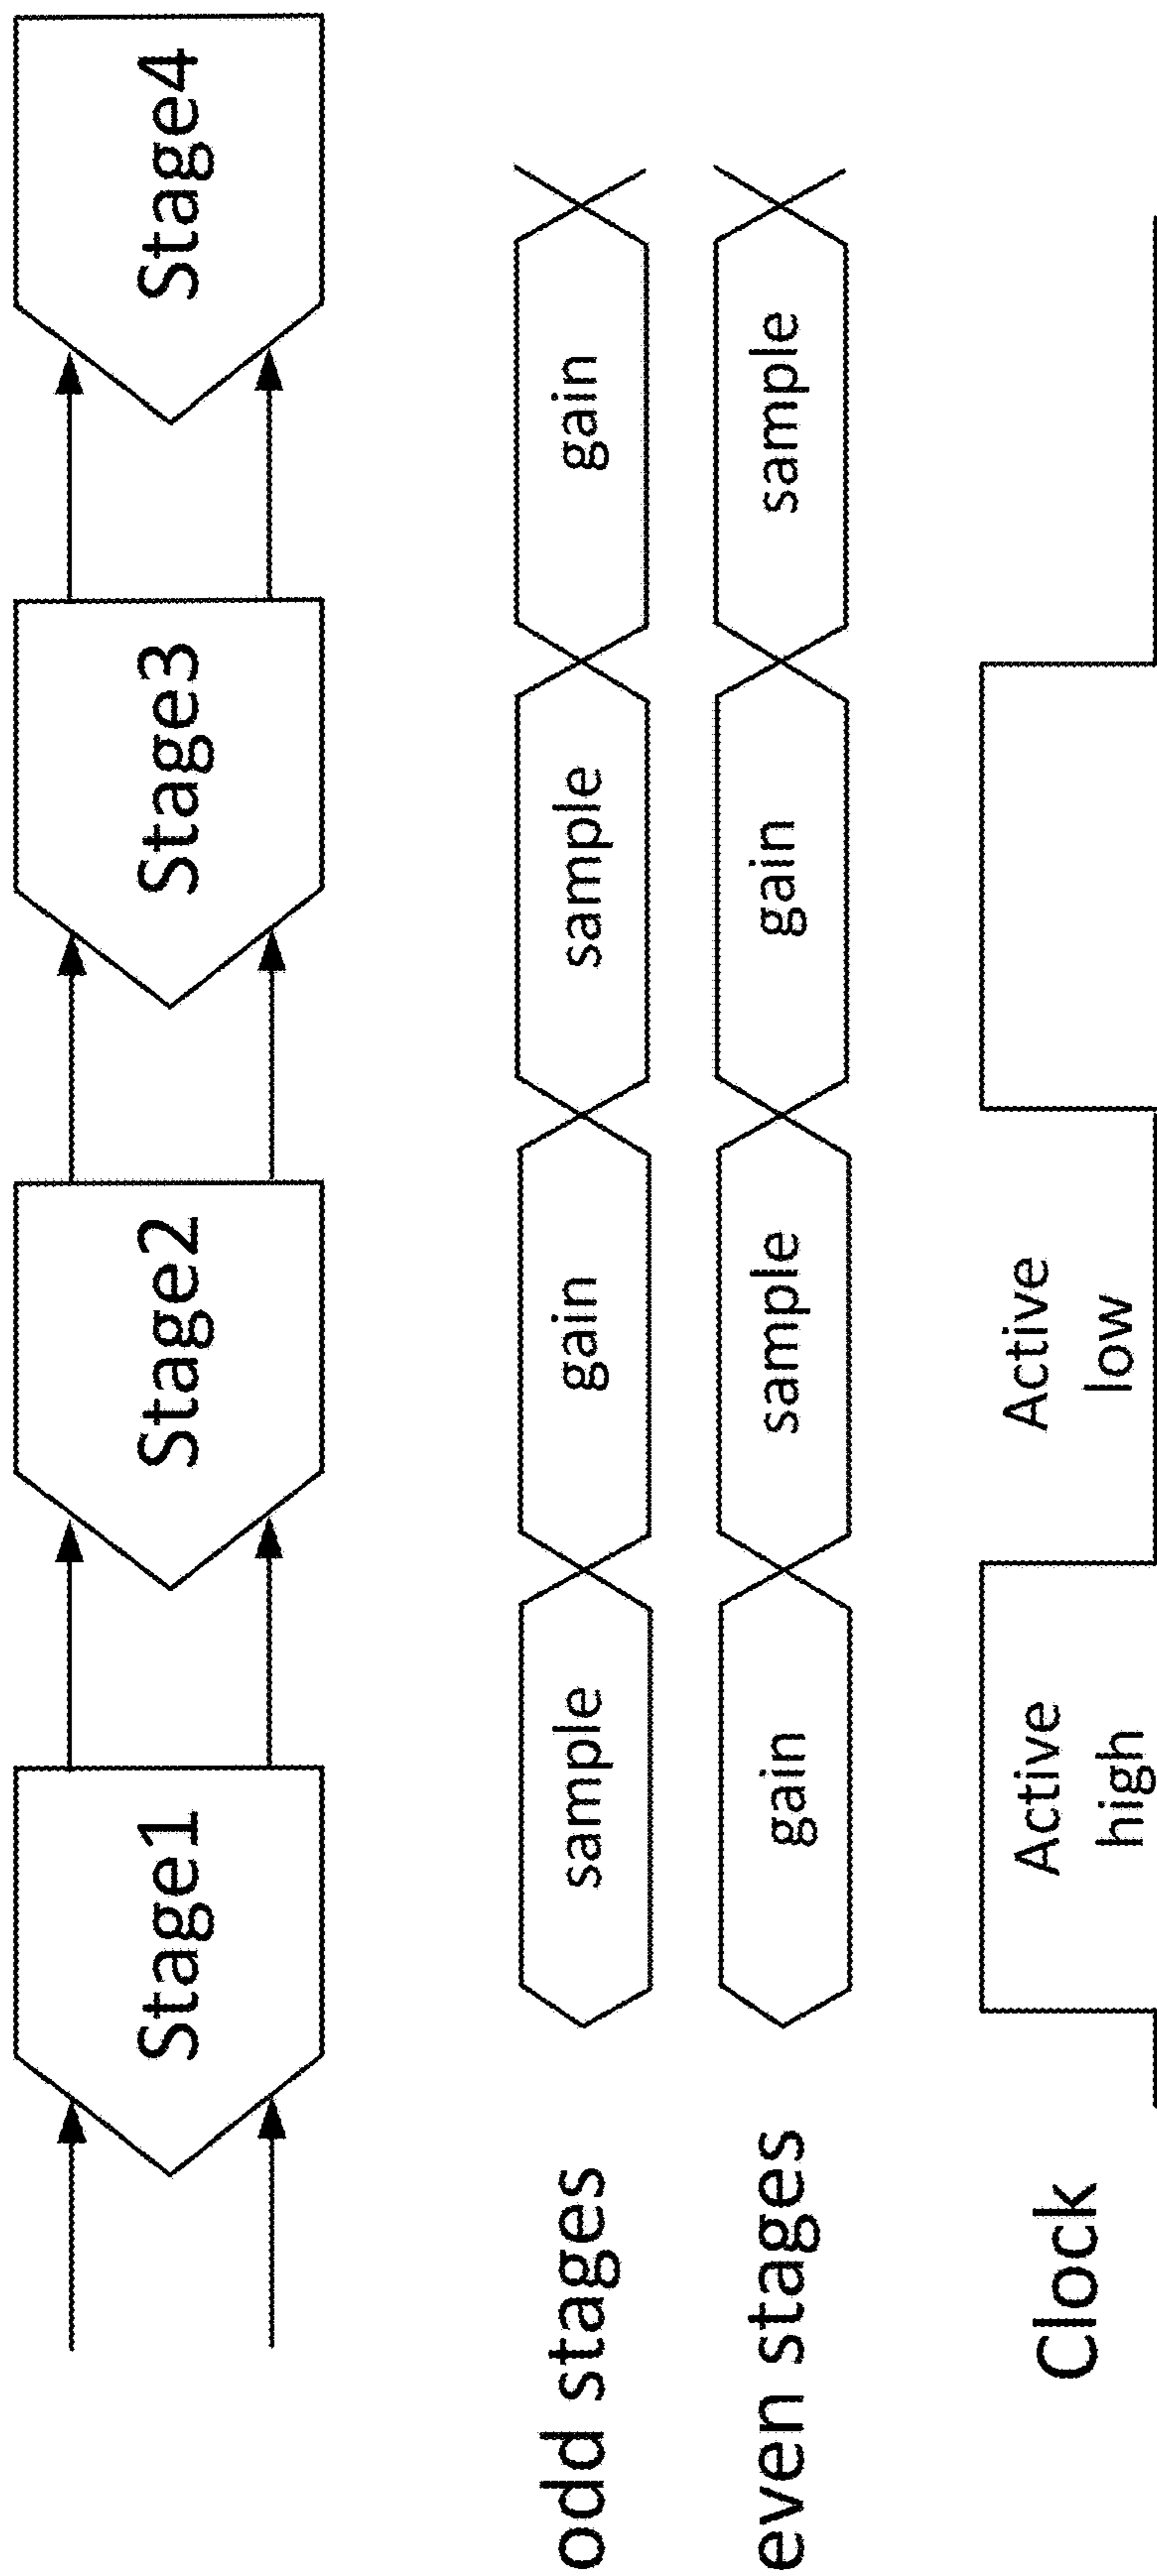 Stage1 Stage2 Stage3 Stage4
odd stages sample gain sample gain
even stages gain sample gain sample
Clock
Active
high
Active
low